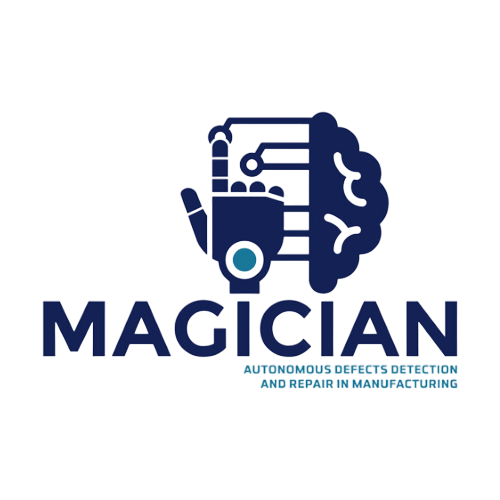 MAGICIAN
AUTONOMOUS DEFECTS DETECTION
AND REPAIR IN MANUFACTURING